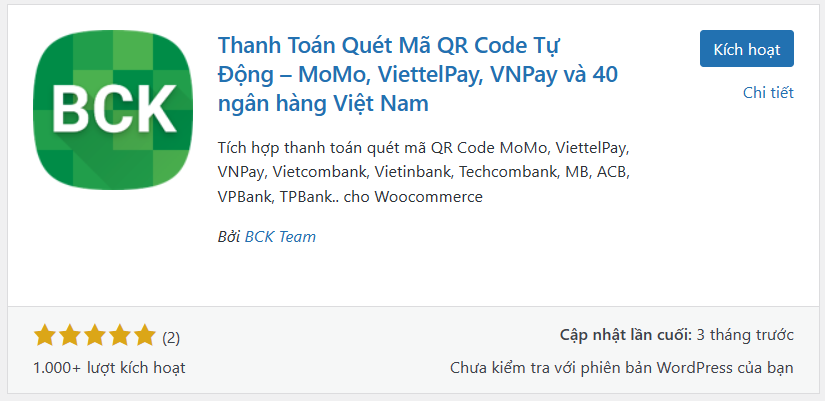 BCK
Thanh Toán Quét Mã QR Code Tự
Động – MoMo, ViettelPay, VNPay và 40
ngân hàng Việt Nam
Kích hoạt
Chi tiết
Tích hợp thanh toán quét mã QR Code MoMo, ViettelPay,
VNPay, Vietcombank, Vietinbank, Techcombank, MB, ACB,
VPBank, TPBank.. cho Woocommerce
Bởi BCK Team
(2)
1.000+ lượt kích hoạt
Cập nhật lần cuối: 3 tháng trước
Chưa kiểm tra với phiên bản WordPress của bạn